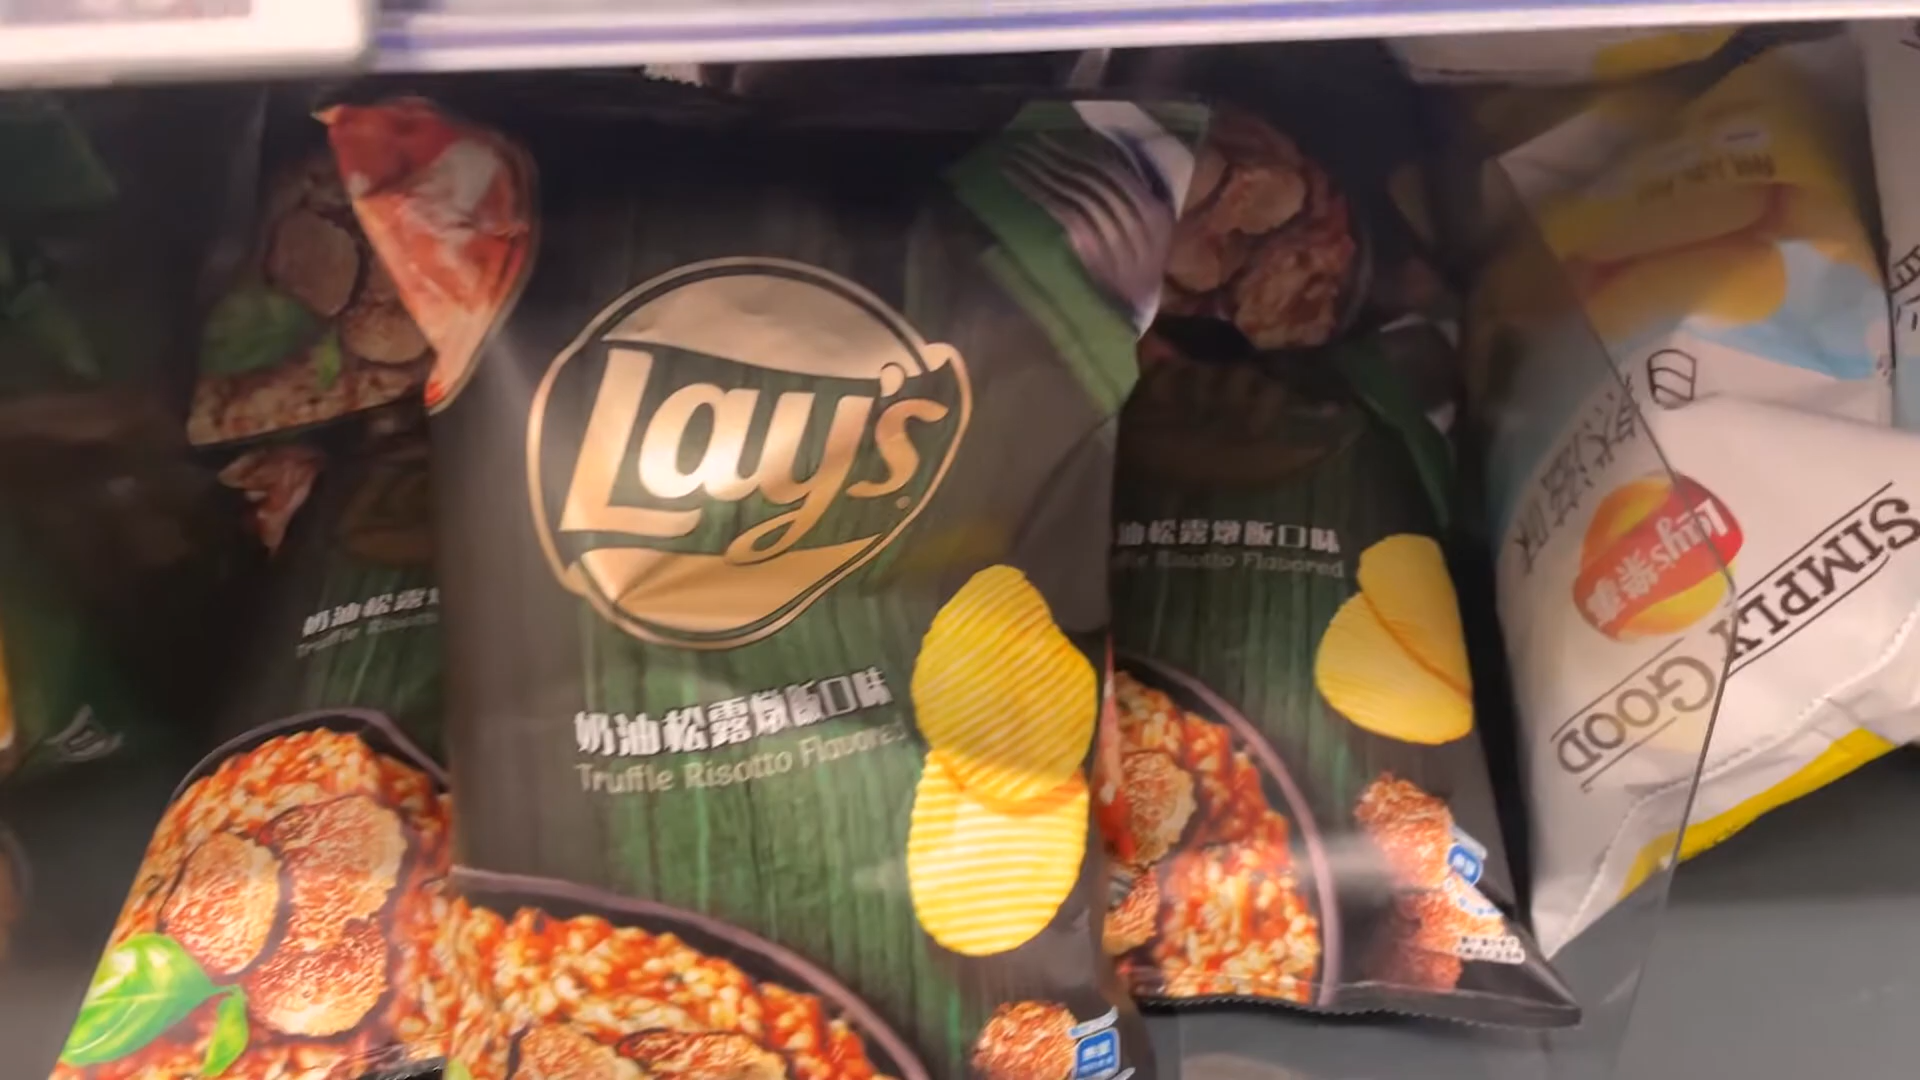 Lay's
奶油松露燉飯口味
Truffle Risotto Flavored
奶油松露
Truffle Risotto
油松露燉飯口味
Risotto Flavored
Lay's樂事
SIMPLY
GOOD